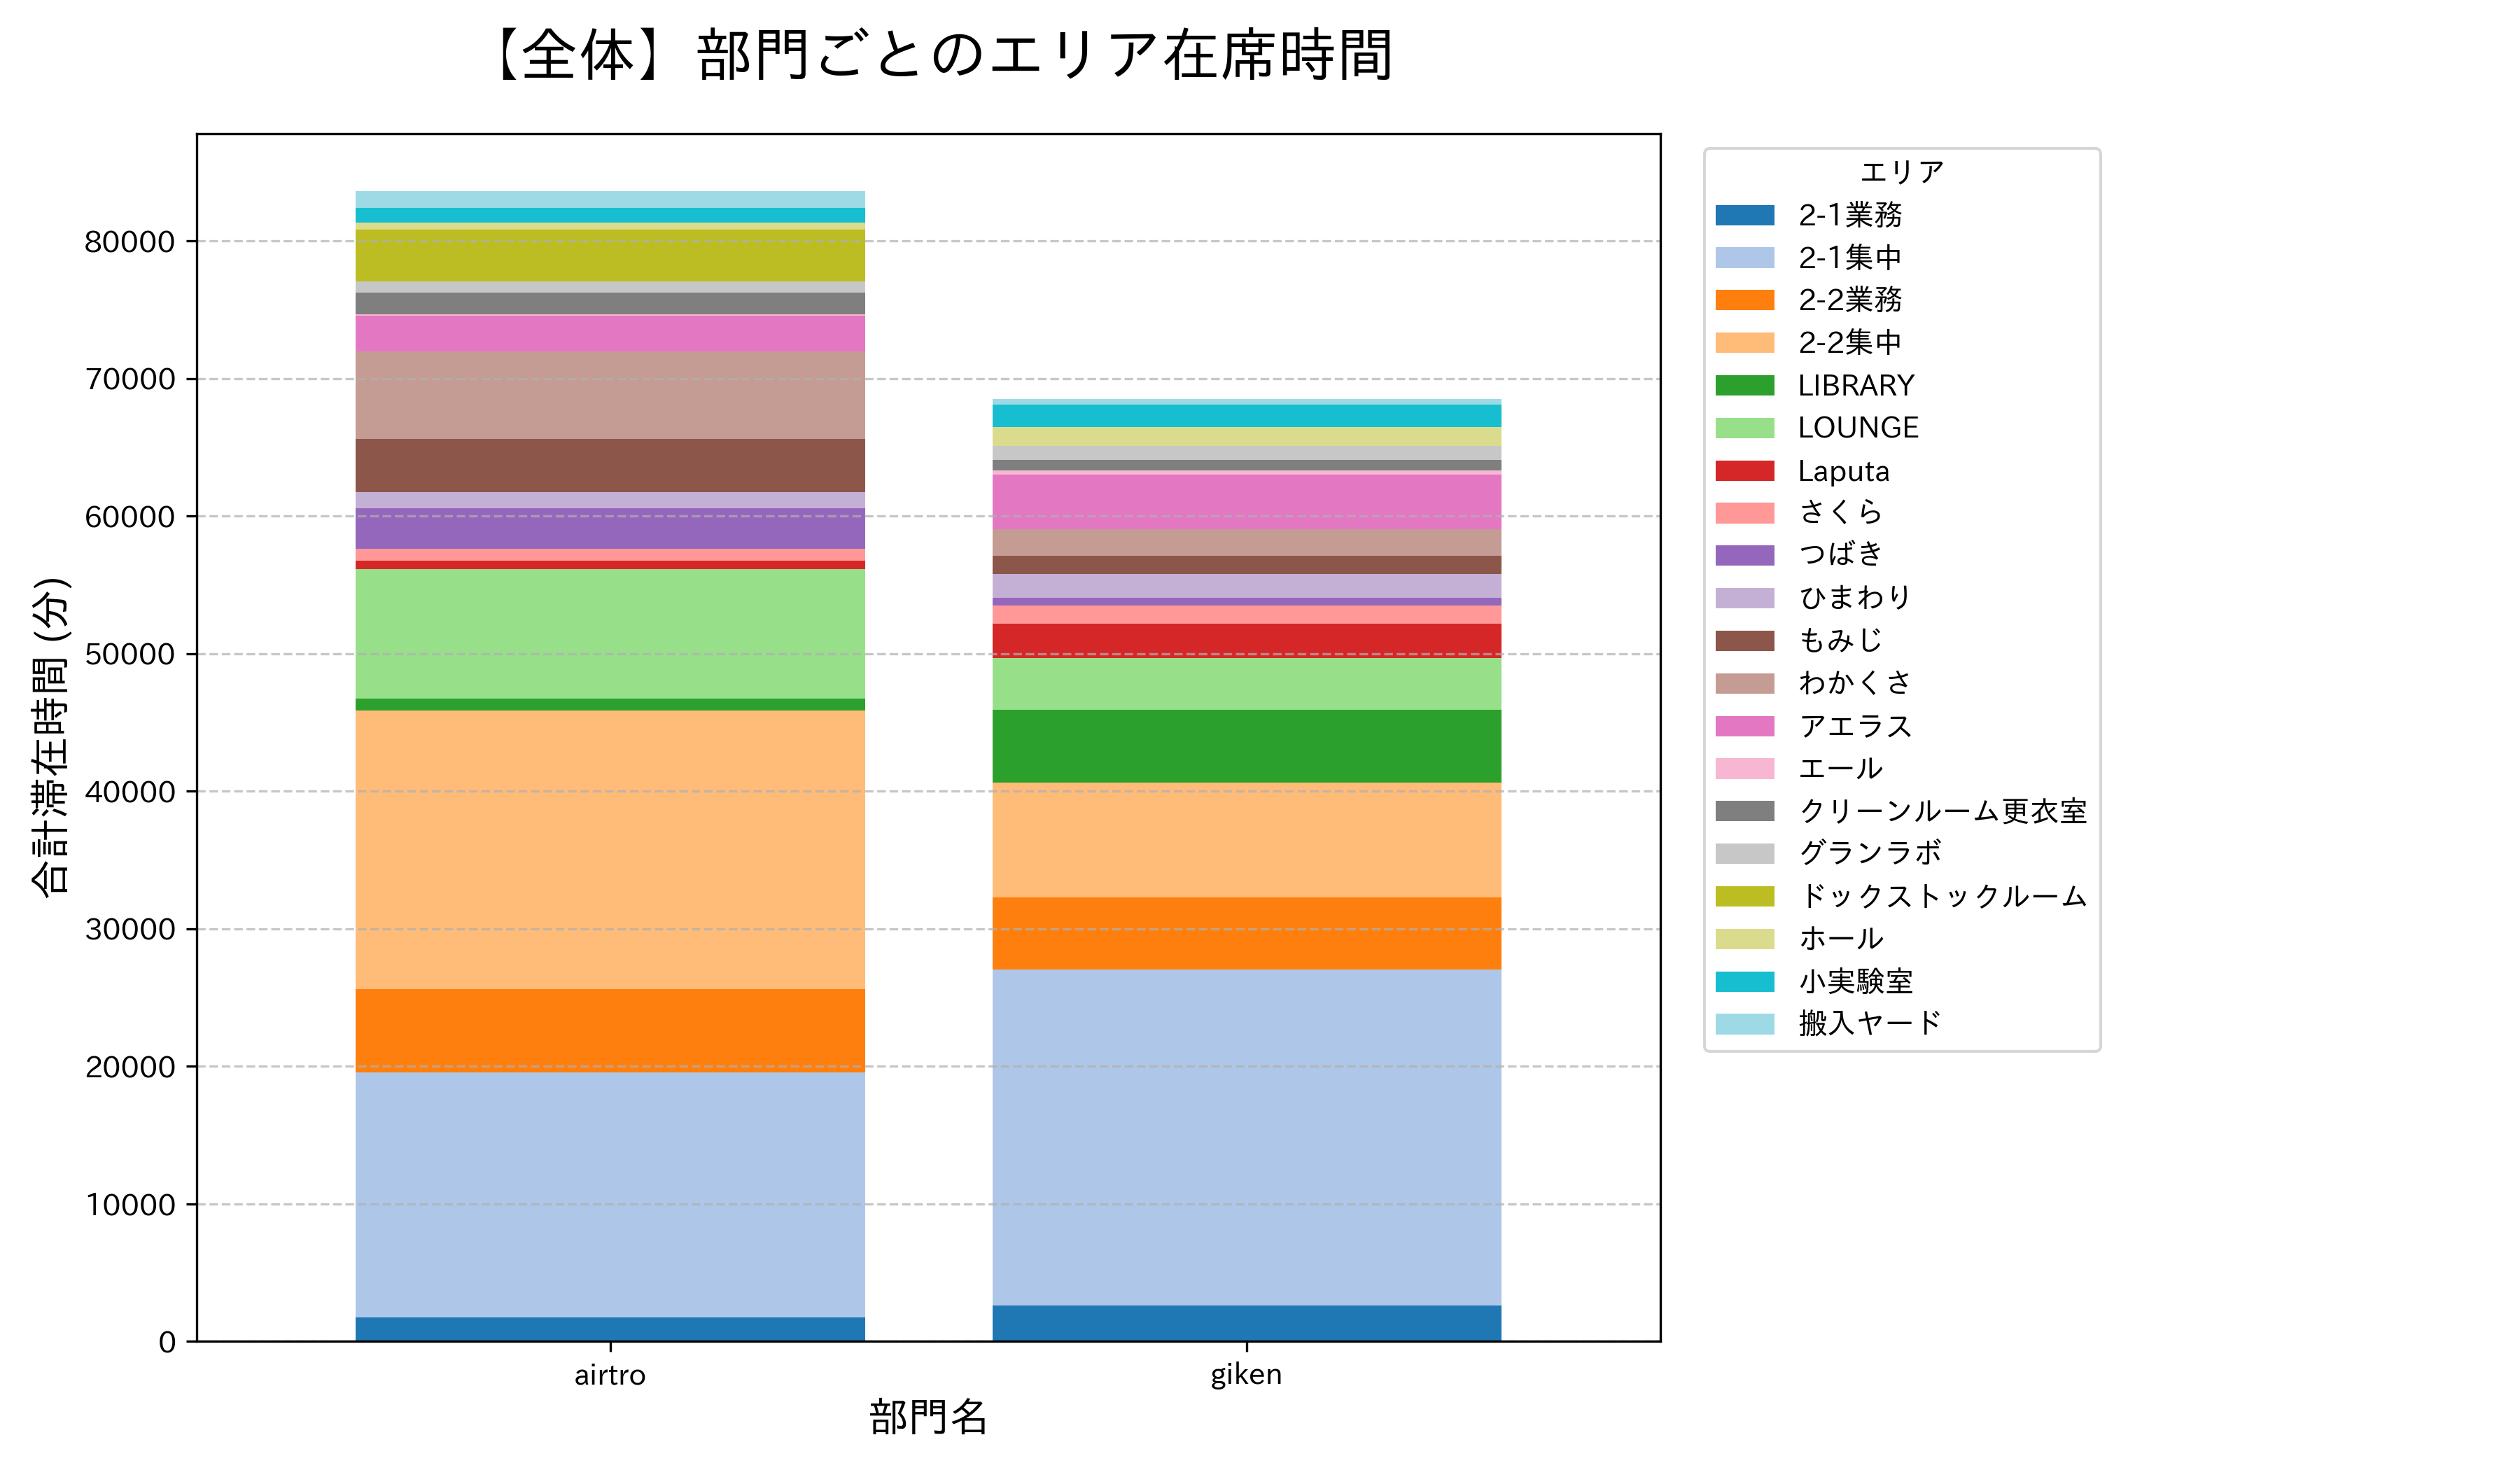 【全体】部門ごとのエリア在席時間
合計滞在時間 (分)
80000
70000
60000
50000
40000
30000
20000
10000
0
airtro
giken
部門名
エリア
2-1業務
2-1集中
2-2業務
2-2集中
LIBRARY
LOUNGE
Laputa
さくら
つばき
ひまわり
もみじ
わかくさ
アエラス
エール
クリーンルーム更衣室
グランラボ
ドックストックルーム
ホール
小実験室
搬入ヤード